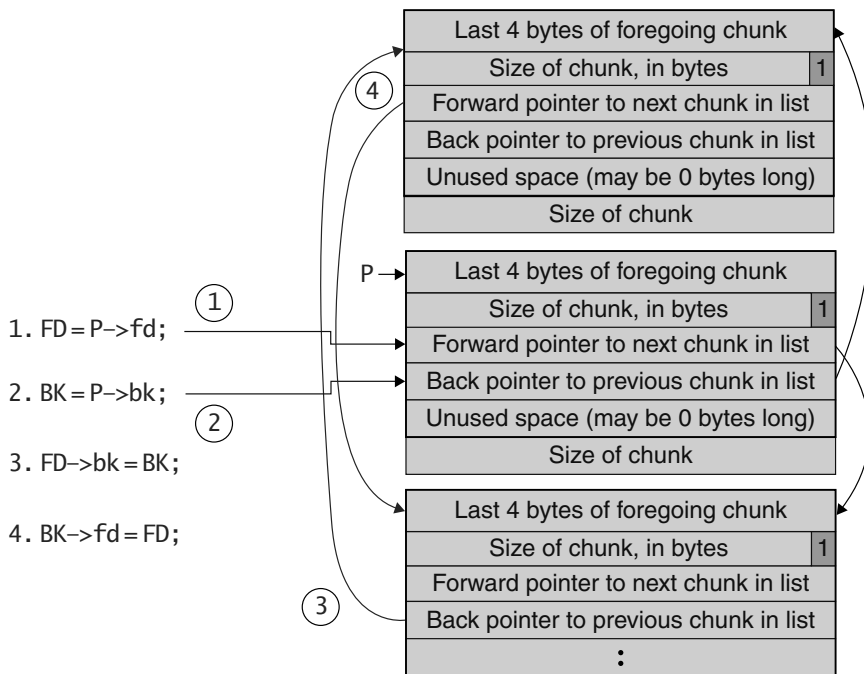 Last 4 bytes of foregoing chunk
Size of chunk, in bytes 1
4
Forward pointer to next chunk in list
Back pointer to previous chunk in list
Unused space (may be 0 bytes long)
Size of chunk
P
Last 4 bytes of foregoing chunk
1
Size of chunk, in bytes 1
1. FD=P->fd;
Forward pointer to next chunk in list
2. BK=P->bk;
Back pointer to previous chunk in list
2
Unused space (may be 0 bytes long)
3. FD->bk=BK;
Size of chunk
Last 4 bytes of foregoing chunk
4. BK->fd=FD;
Size of chunk, in bytes 1
Forward pointer to next chunk in list
3
Back pointer to previous chunk in list
: